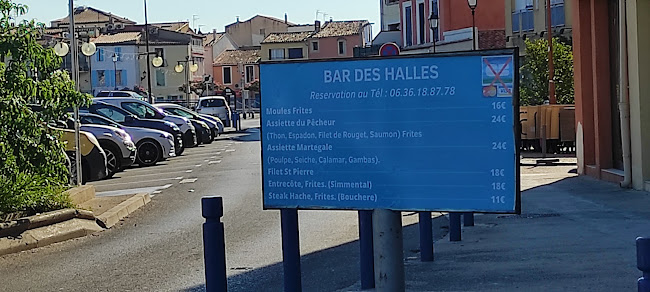 BAR DES HALLES
Reservation au Tél : 06.36.18.87.78
Moules Frites 16€
Assiette du Pêcheur 24€
(Thon, Espadon, Filet de Rouget, Saumon) Frites
Assiette Martégale 24€
(Poulpe, Seiche, Calamar, Gambas).
Filet St Pierre 18€
Entrecôte, Frites. (Simmental) 18€
Steak Hache, Frites. (Bouchere) 11€